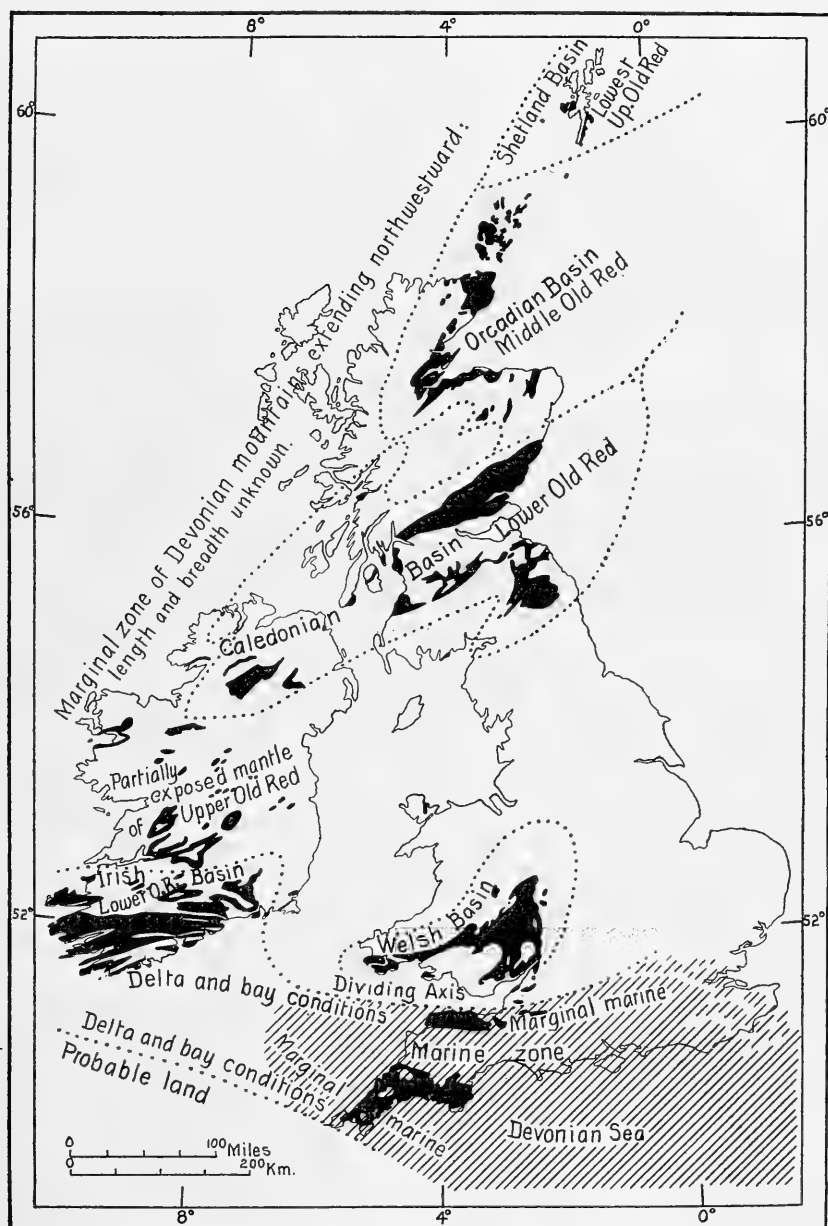 8°
4°
0°
60°
60°
Shetland Basin
Lowest
Up. Old Red
Marginal zone of Devonian mountains extending northwestward.
length and breadth unknown.
Orcadian Basin
Middle Old Red
56°
56°
Caledonian Basin Lower Old Red
Partially
exposed mantle
of Upper Old Red
Irish
Lower O.R. Basin
52°
52°
Welsh Basin
Delta and bay conditions
Dividing Axis
Marginal marine
Delta and bay conditions
Probable land
Marine zone
Marginal
marine
Devonian Sea
0 100 Miles
0 200 Km.
8°
4°
0°